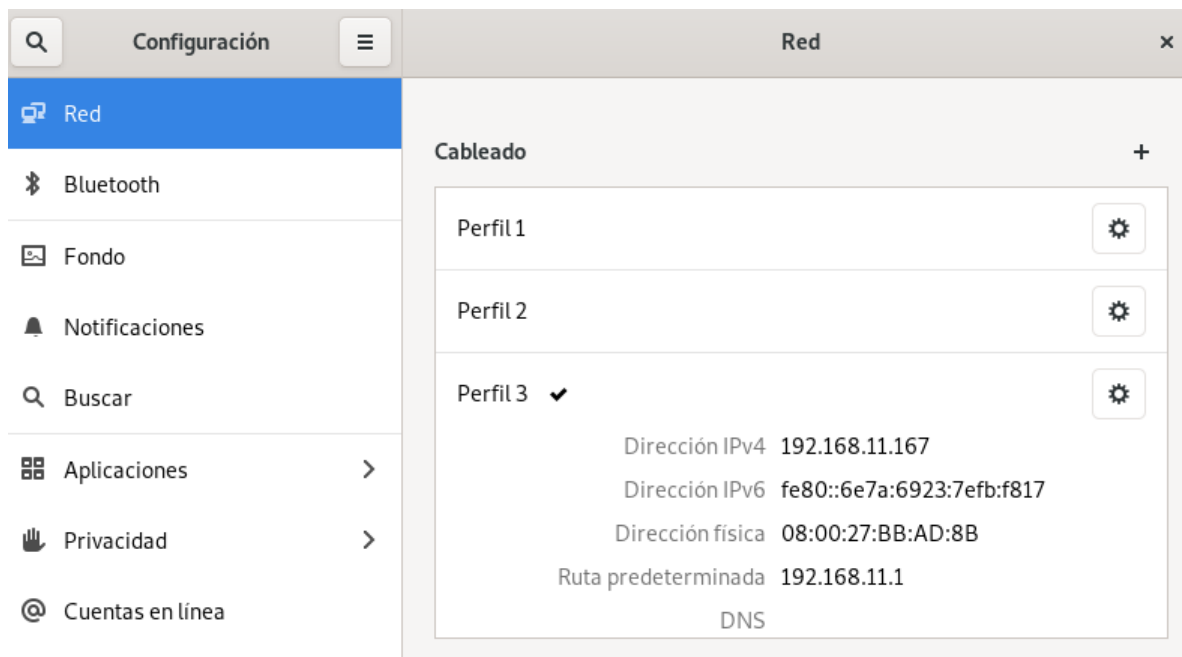 Configuración
Red
Red
Bluetooth
Fondo
Notificaciones
Buscar
Aplicaciones
Privacidad
Cuentas en línea
Cableado
Perfil 1
Perfil 2
Perfil 3
Dirección IPv4 192.168.11.167
Dirección IPv6 fe80::6e7a:6923:7efb:f817
Dirección física 08:00:27:BB:AD:8B
Ruta predeterminada 192.168.11.1
DNS